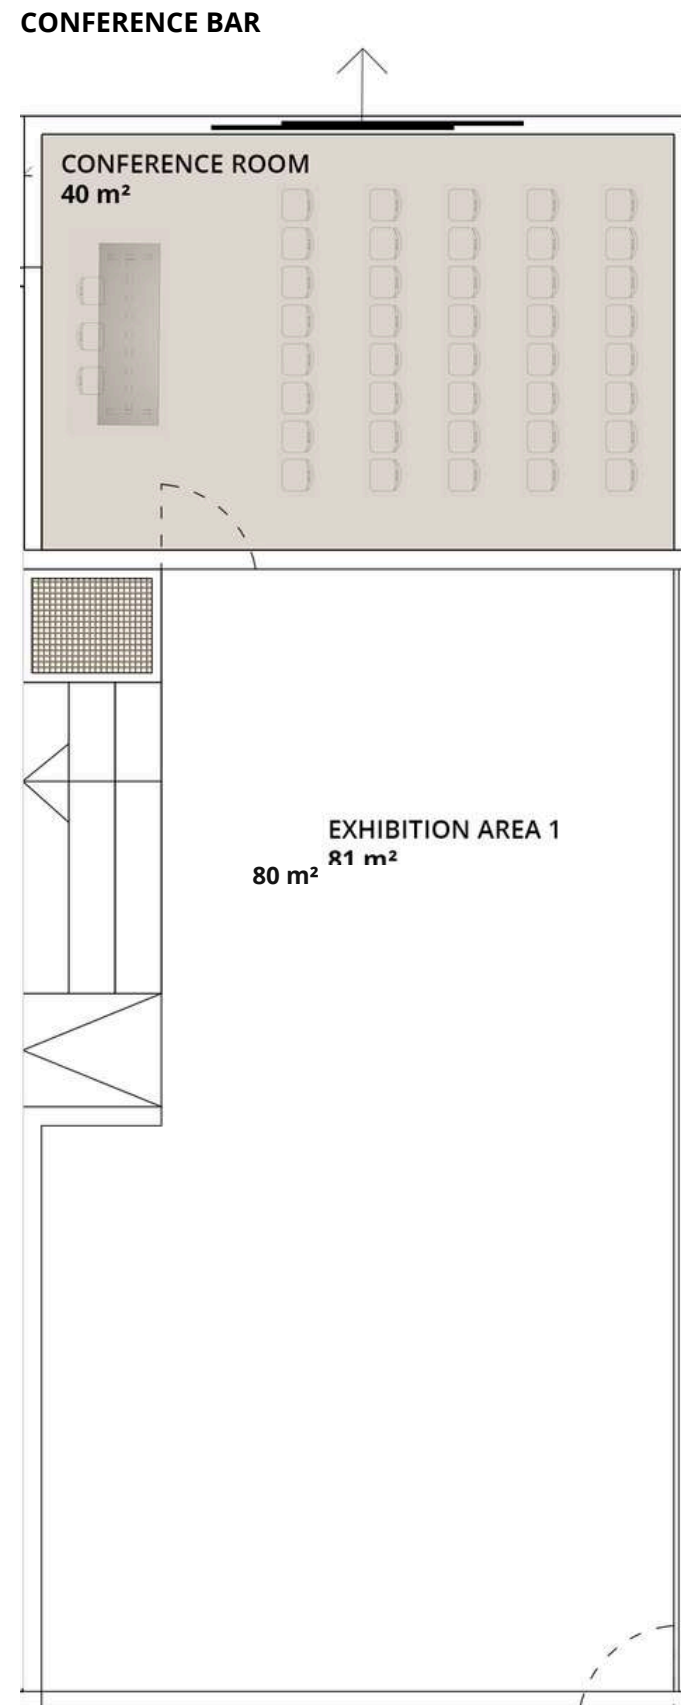 CONFERENCE BAR
CONFERENCE ROOM
40 m²
EXHIBITION AREA 1
81 m²
80 m²